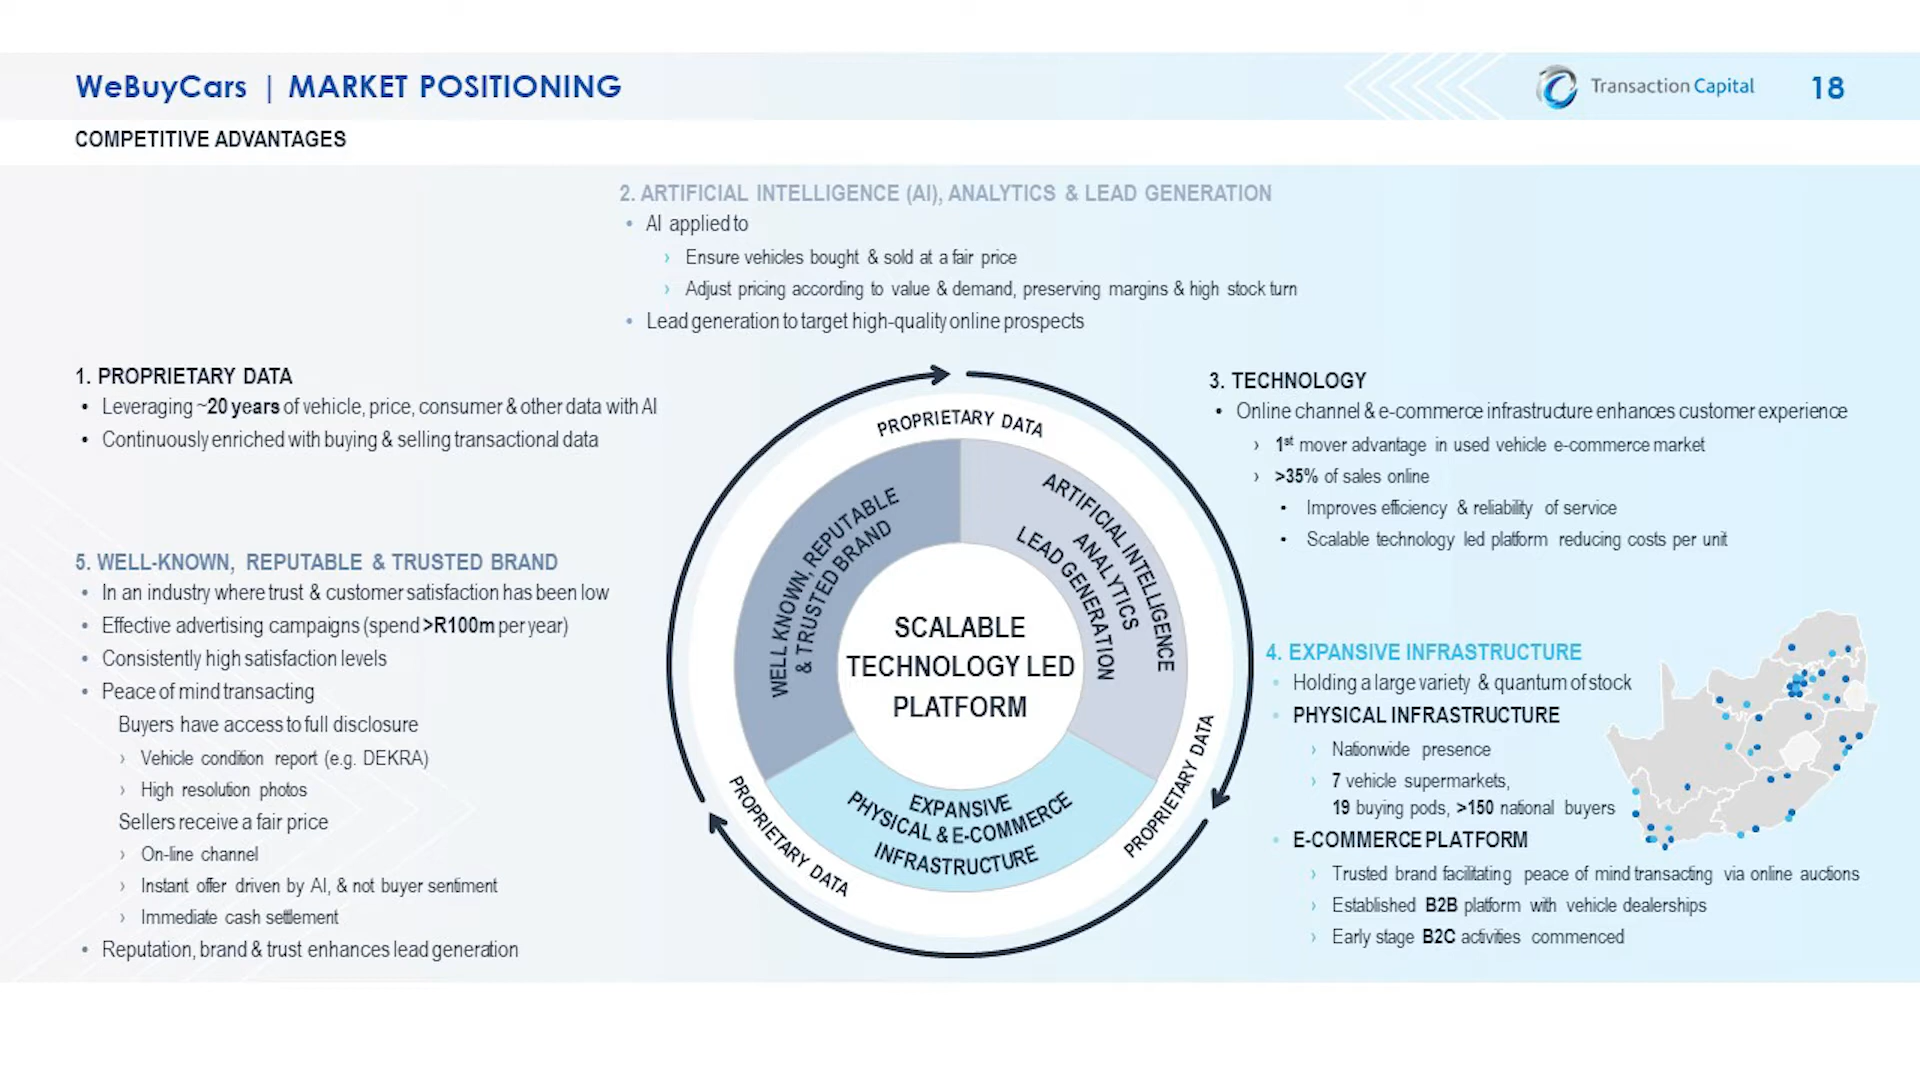 WeBuyCars | MARKET POSITIONING
Transaction Capital
18
COMPETITIVE ADVANTAGES
2. ARTIFICIAL INTELLIGENCE (AI), ANALYTICS & LEAD GENERATION
• AI applied to
› Ensure vehicles bought & sold at a fair price
› Adjust pricing according to value & demand, preserving margins & high stock turn
• Lead generation to target high-quality online prospects
1. PROPRIETARY DATA
• Leveraging ~20 years of vehicle, price, consumer & other data with AI
• Continuously enriched with buying & selling transactional data
3. TECHNOLOGY
• Online channel & e-commerce infrastructure enhances customer experience
› 1st mover advantage in used vehicle e-commerce market
› >35% of sales online
• Improves efficiency & reliability of service
• Scalable technology led platform reducing costs per unit
5. WELL-KNOWN, REPUTABLE & TRUSTED BRAND
• In an industry where trust & customer satisfaction has been low
• Effective advertising campaigns (spend >R100m per year)
• Consistently high satisfaction levels
• Peace of mind transacting
Buyers have access to full disclosure
› Vehicle condition report (e.g. DEKRA)
› High resolution photos
Sellers receive a fair price
› On-line channel
› Instant offer driven by AI, & not buyer sentiment
› Immediate cash settlement
• Reputation, brand & trust enhances lead generation
PROPRIETARY DATA
WELL KNOWN, REPUTABLE
& TRUSTED BRAND
ARTIFICIAL INTELLIGENCE
ANALYTICS
LEAD GENERATION
SCALABLE
TECHNOLOGY LED
PLATFORM
EXPANSIVE
PHYSICAL & E-COMMERCE
INFRASTRUCTURE
PROPRIETARY DATA
PROPRIETARY DATA
4. EXPANSIVE INFRASTRUCTURE
• Holding a large variety & quantum of stock
• PHYSICAL INFRASTRUCTURE
› Nationwide presence
› 7 vehicle supermarkets,
19 buying pods, >150 national buyers
• E-COMMERCE PLATFORM
› Trusted brand facilitating peace of mind transacting via online auctions
› Established B2B platform with vehicle dealerships
› Early stage B2C activities commenced